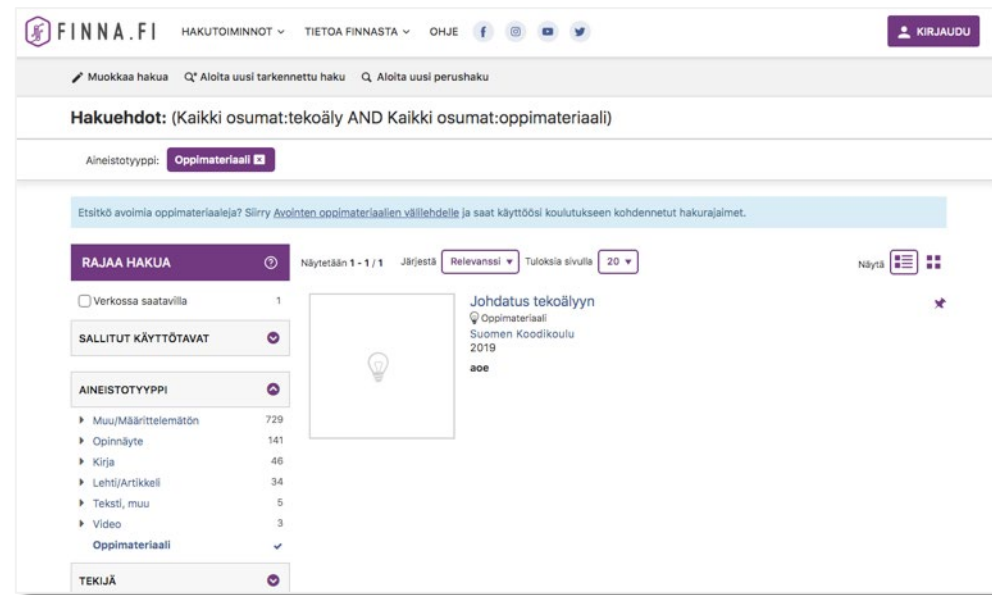 FINNA.FI HAKUTOIMINNOT TIETOA FINNASTA OHJE KIRJAUDU
Muokkaa hakua Aloita uusi tarkennettu haku Aloita uusi perushaku
Hakuehdot: (Kaikki osumat:tekoäly AND Kaikki osumat:oppimateriaali)
Aineistotyyppi: Oppimateriaali
Etsitkö avoimia oppimateriaaleja? Siirry Avointen oppimateriaalien välilehdelle ja saat käyttöösi koulutukseen kohdennetut hakurajaimet.
RAJAA HAKUA
Näytetään 1 - 1 / 1 Järjestä Relevanssi Tuloksia sivulla 20 Näytä
Verkossa saatavilla 1
SALLITUT KÄYTTÖTAVAT
AINEISTOTYYPPI
Muu/Määrittelemätön 729
Opinnäyte 141
Kirja 46
Lehti/Artikkeli 34
Teksti, muu 5
Video 3
Oppimateriaali
TEKIJÄ
Johdatus tekoälyyn
Oppimateriaali
Suomen Koodikoulu
2019
aoe